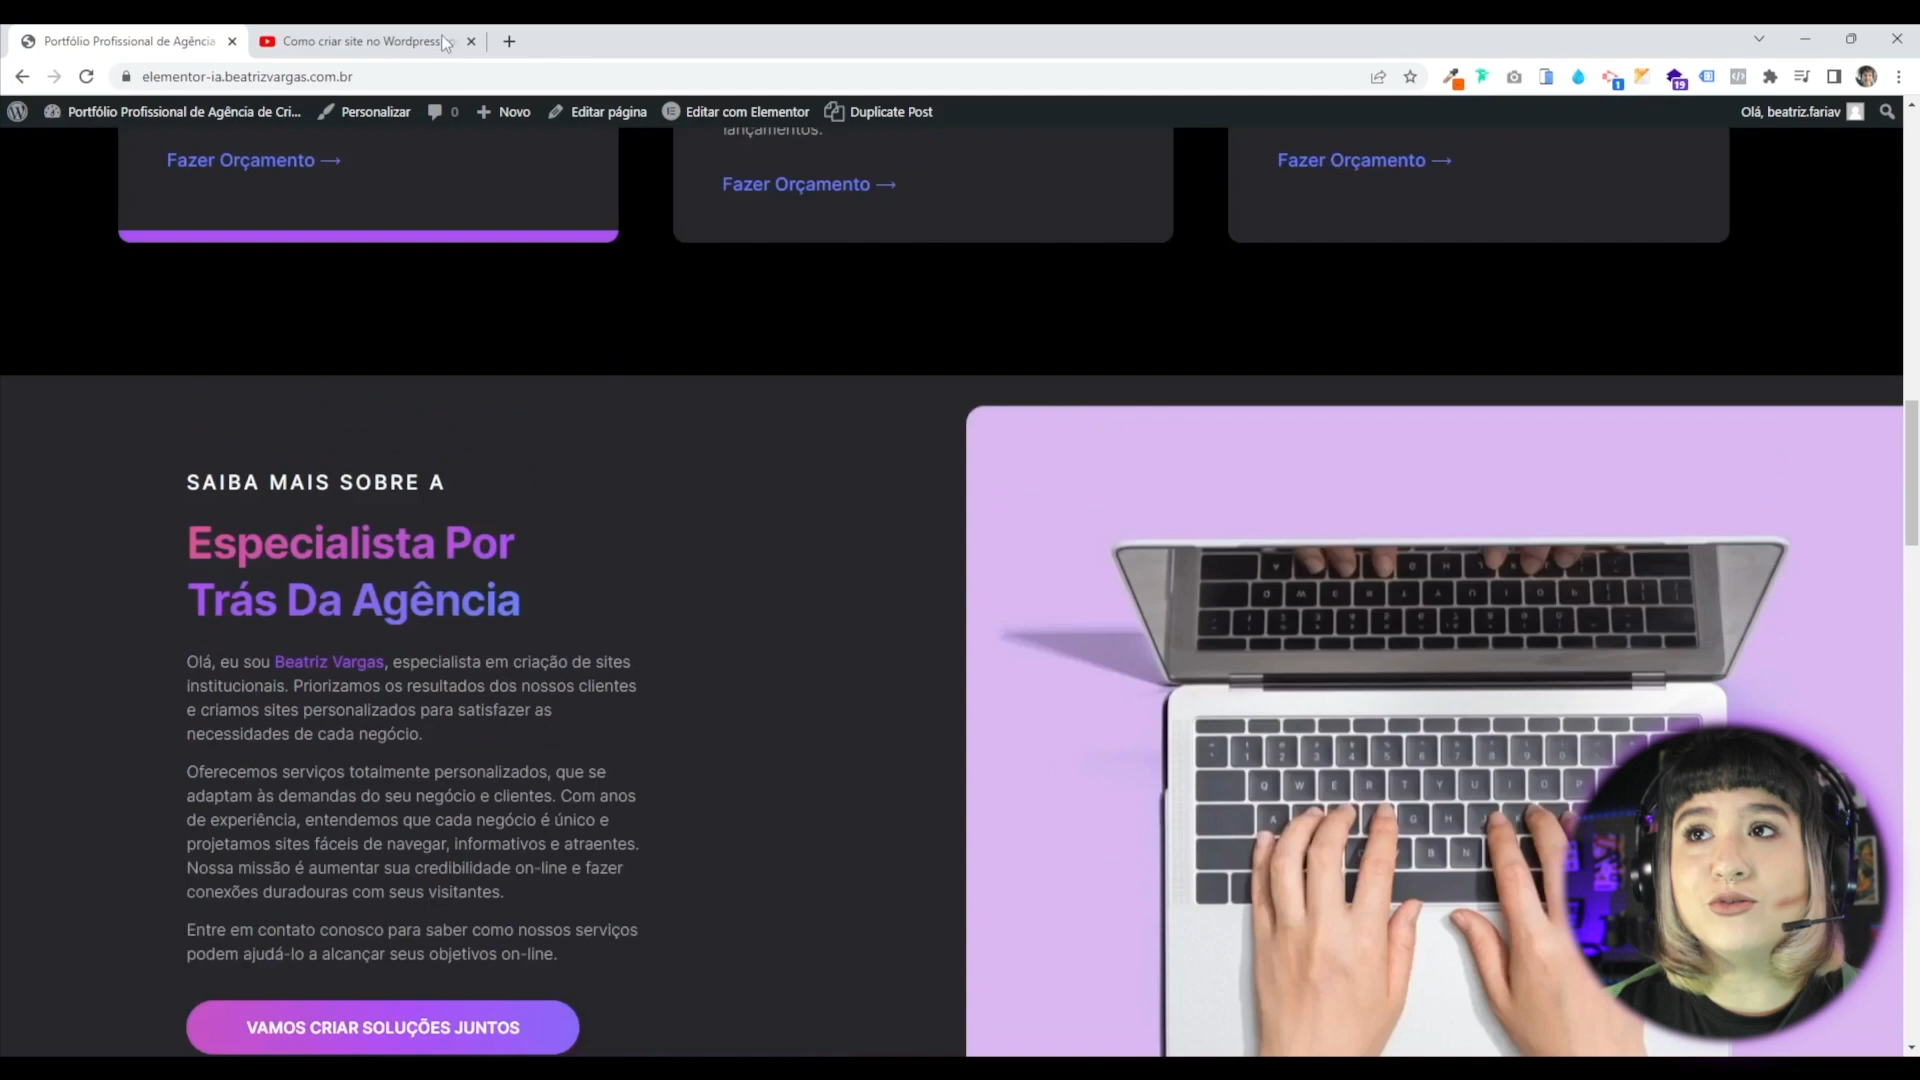 Portfólio Profissional de Agência
Como criar site no Wordpress
elementor-ia.beatrizvargas.com.br
1
19
Portfólio Profissional de Agência de Cri...
Personalizar
0
Novo
Editar página
Editar com Elementor
Duplicate Post
Olá, beatriz.fariav
lançamentos.
Fazer Orçamento →
Fazer Orçamento →
Fazer Orçamento →
SAIBA MAIS SOBRE A
Especialista Por
Trás Da Agência
Olá, eu sou Beatriz Vargas, especialista em criação de sites
institucionais. Priorizamos os resultados dos nossos clientes
e criamos sites personalizados para satisfazer as
necessidades de cada negócio.
Oferecemos serviços totalmente personalizados, que se
adaptam às demandas do seu negócio e clientes. Com anos
de experiência, entendemos que cada negócio é único e
projetamos sites fáceis de navegar, informativos e atraentes.
Nossa missão é aumentar sua credibilidade on-line e fazer
conexões duradouras com seus visitantes.
Entre em contato conosco para saber como nossos serviços
podem ajudá-lo a alcançar seus objetivos on-line.
VAMOS CRIAR SOLUÇÕES JUNTOS